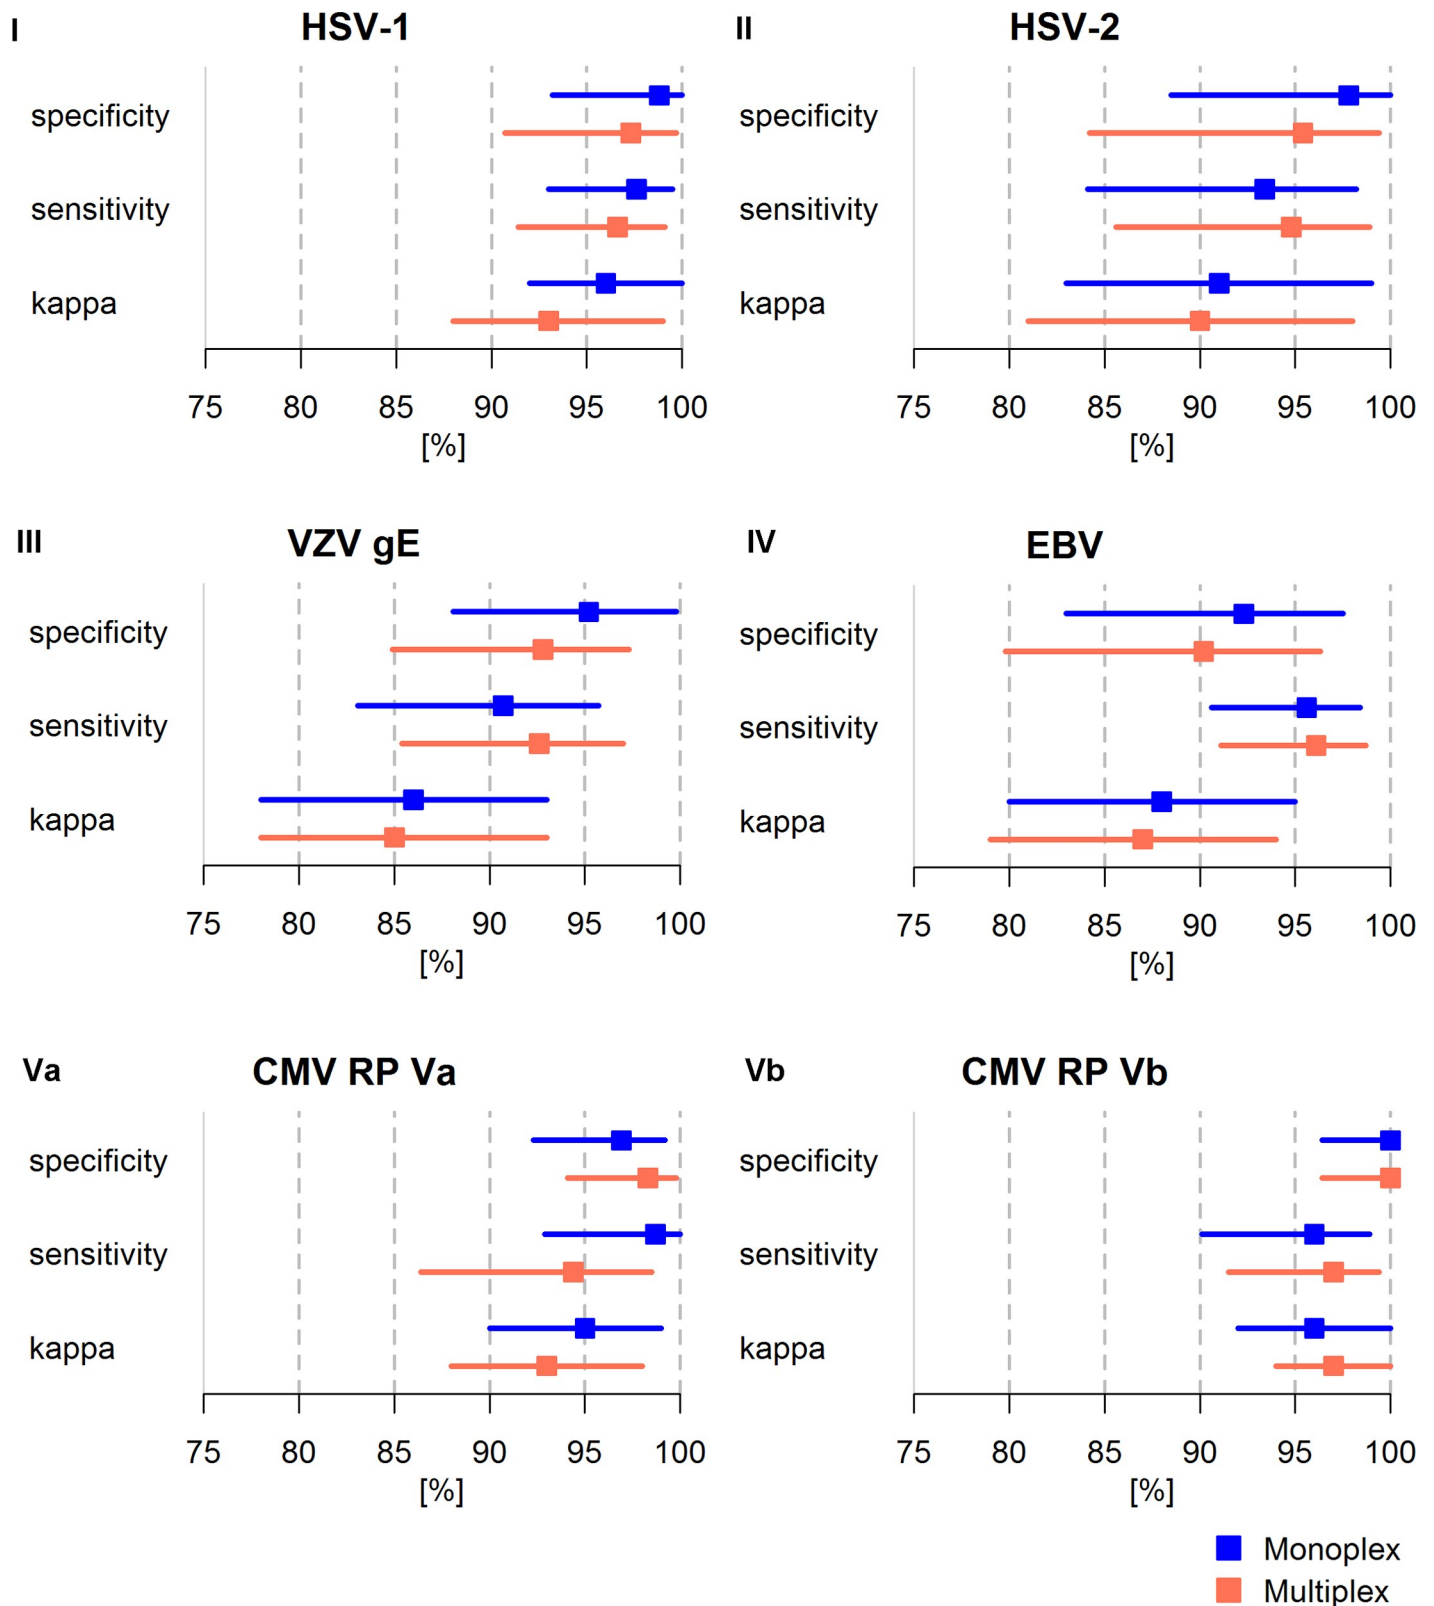 I HSV-1
specificity
sensitivity
kappa
75 80 85 90 95 100
[%]
II HSV-2
specificity
sensitivity
kappa
75 80 85 90 95 100
[%]
III VZV gE
specificity
sensitivity
kappa
75 80 85 90 95 100
[%]
IV EBV
specificity
sensitivity
kappa
75 80 85 90 95 100
[%]
Va CMV RP Va
specificity
sensitivity
kappa
75 80 85 90 95 100
[%]
Vb CMV RP Vb
specificity
sensitivity
kappa
75 80 85 90 95 100
[%]
Monoplex
Multiplex